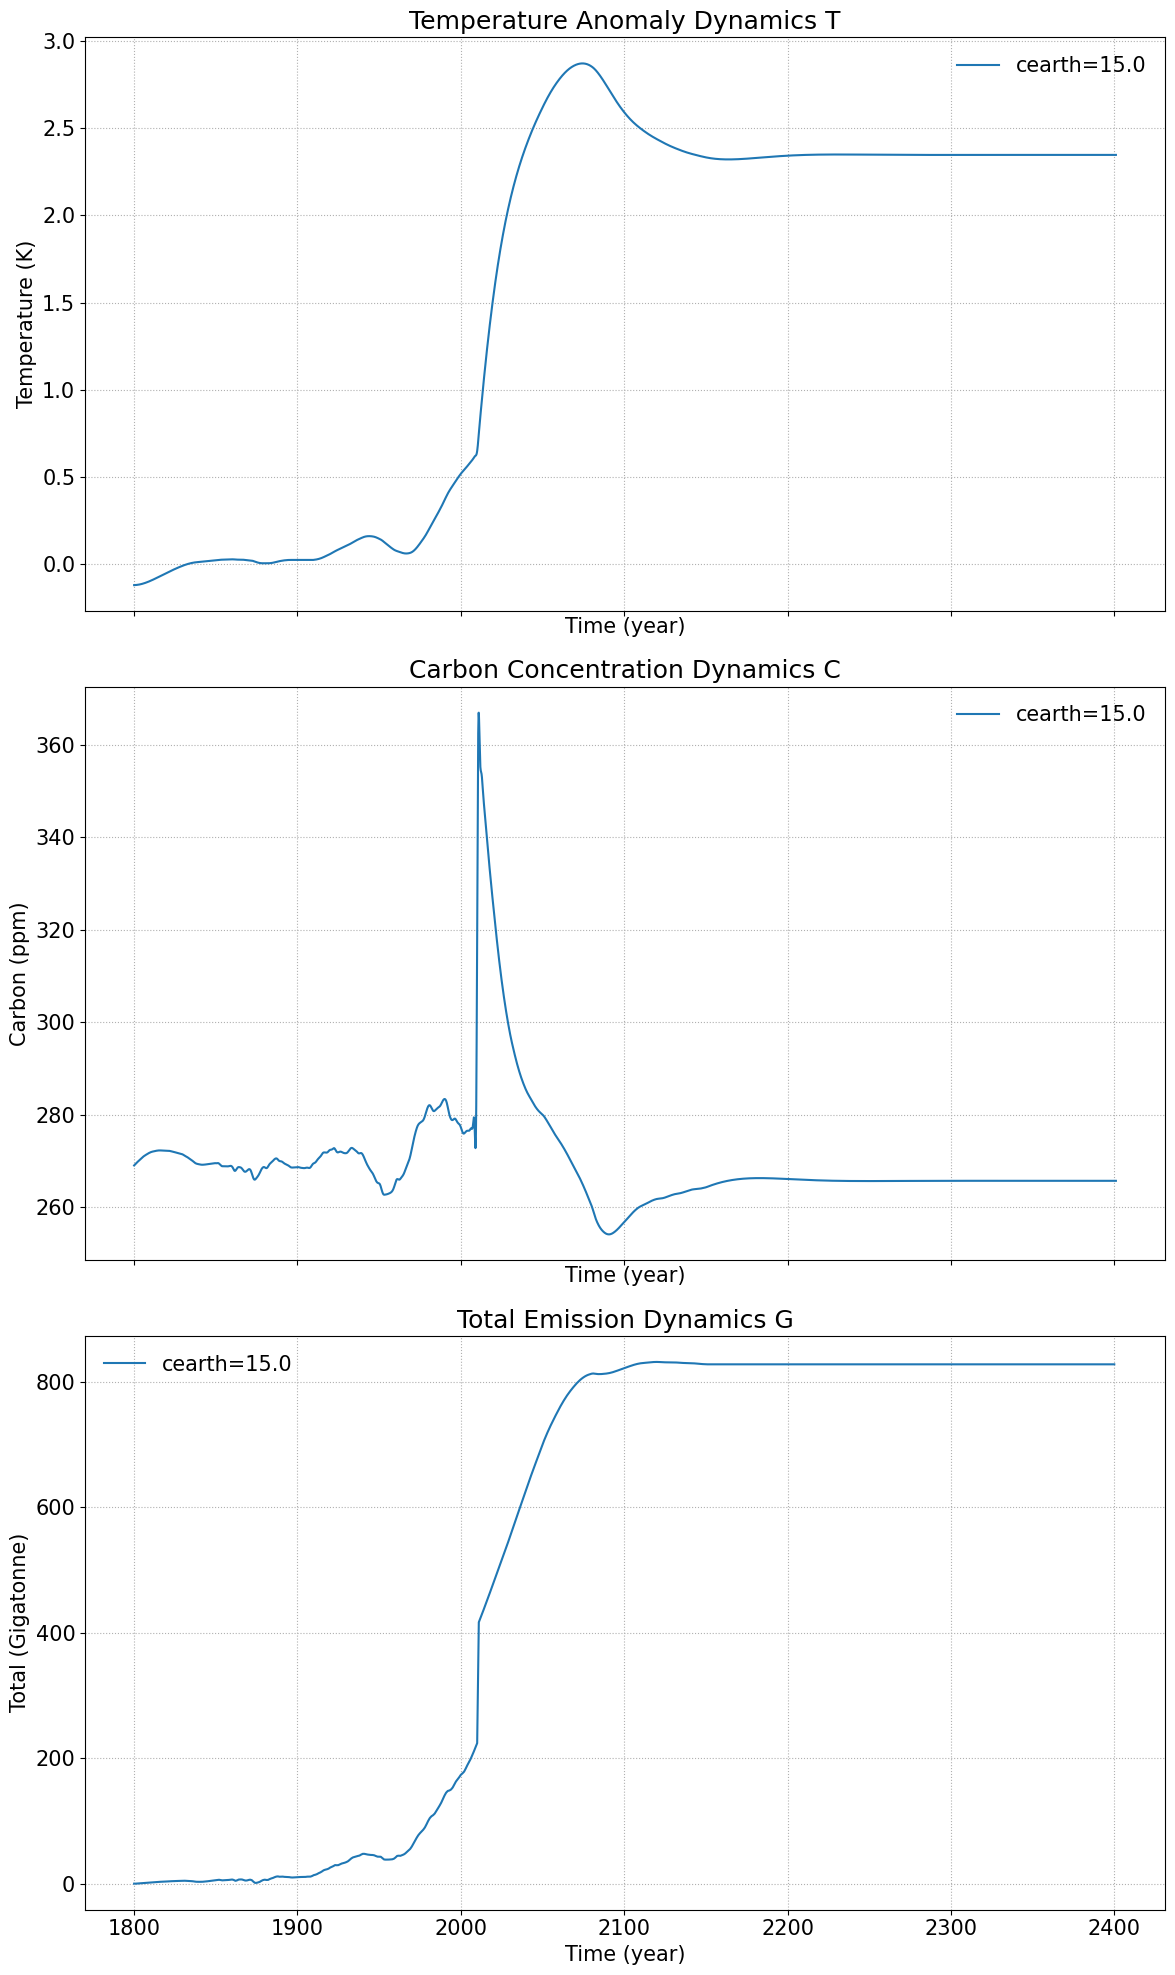 Temperature Anomaly Dynamics T
3.0
cearth=15.0
2.5
2.0
1.5
1.0
0.5
0.0
Temperature (K)
Time (year)
Carbon Concentration Dynamics C
cearth=15.0
360
340
320
300
280
260
Carbon (ppm)
Time (year)
Total Emission Dynamics G
cearth=15.0
800
600
400
200
0
Total (Gigatonne)
1800 1900 2000 2100 2200 2300 2400
Time (year)